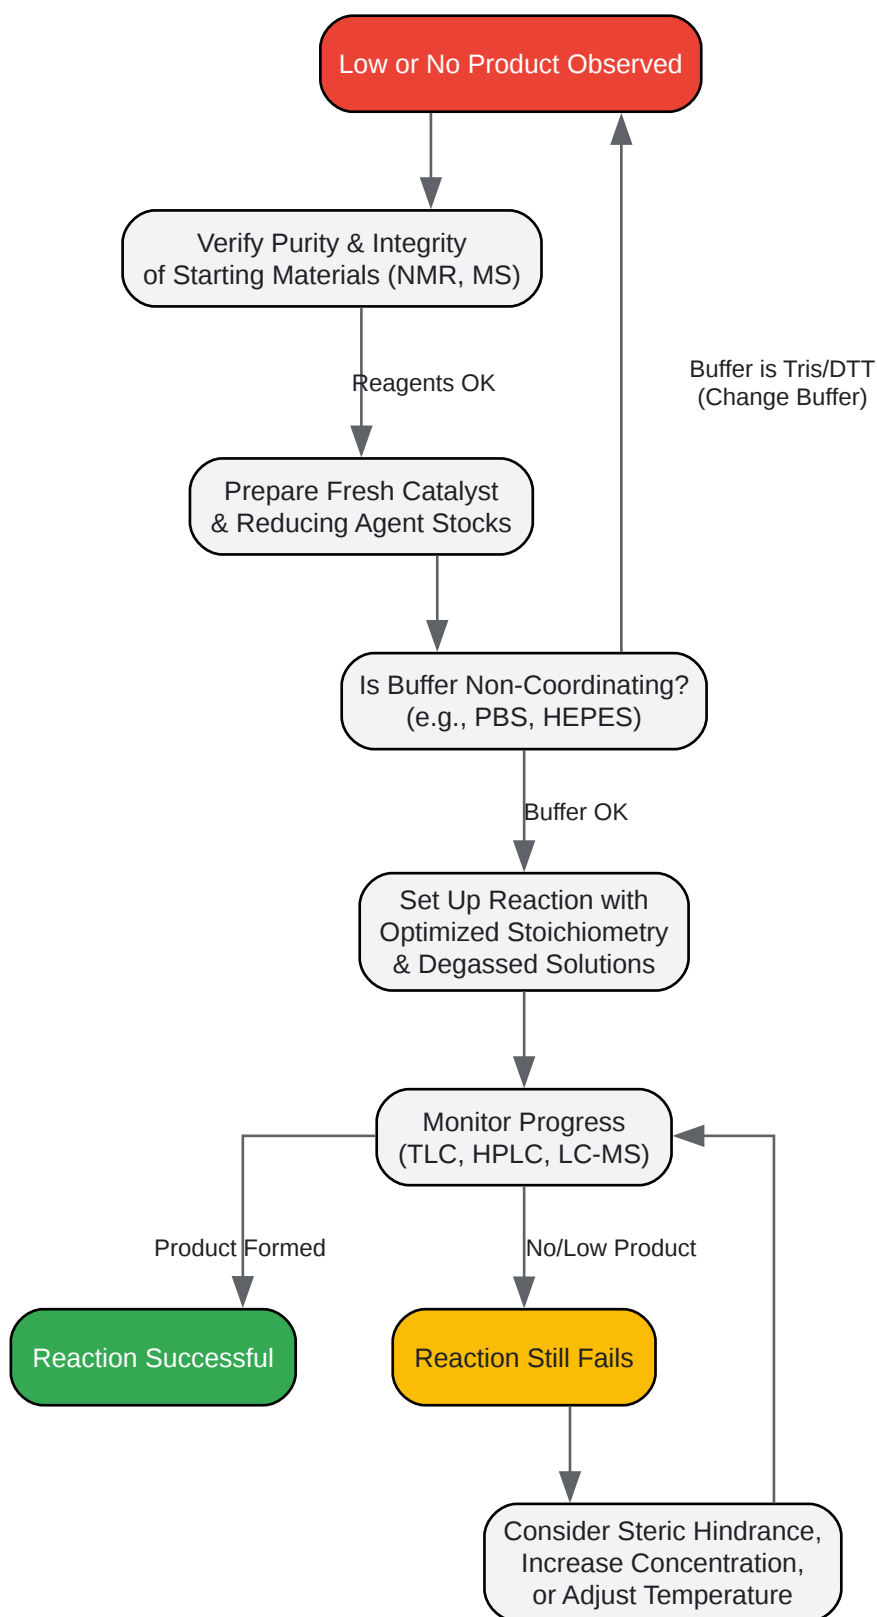 Low or No Product Observed
Verify Purity & Integrity
of Starting Materials (NMR, MS)
Buffer is Tris/DTT
(Change Buffer)
Reagents OK
Prepare Fresh Catalyst
& Reducing Agent Stocks
Is Buffer Non-Coordinating?
(e.g., PBS, HEPES)
Buffer OK
Set Up Reaction with
Optimized Stoichiometry
& Degassed Solutions
Monitor Progress
(TLC, HPLC, LC-MS)
Product Formed
No/Low Product
Reaction Successful
Reaction Still Fails
Consider Steric Hindrance,
Increase Concentration,
or Adjust Temperature